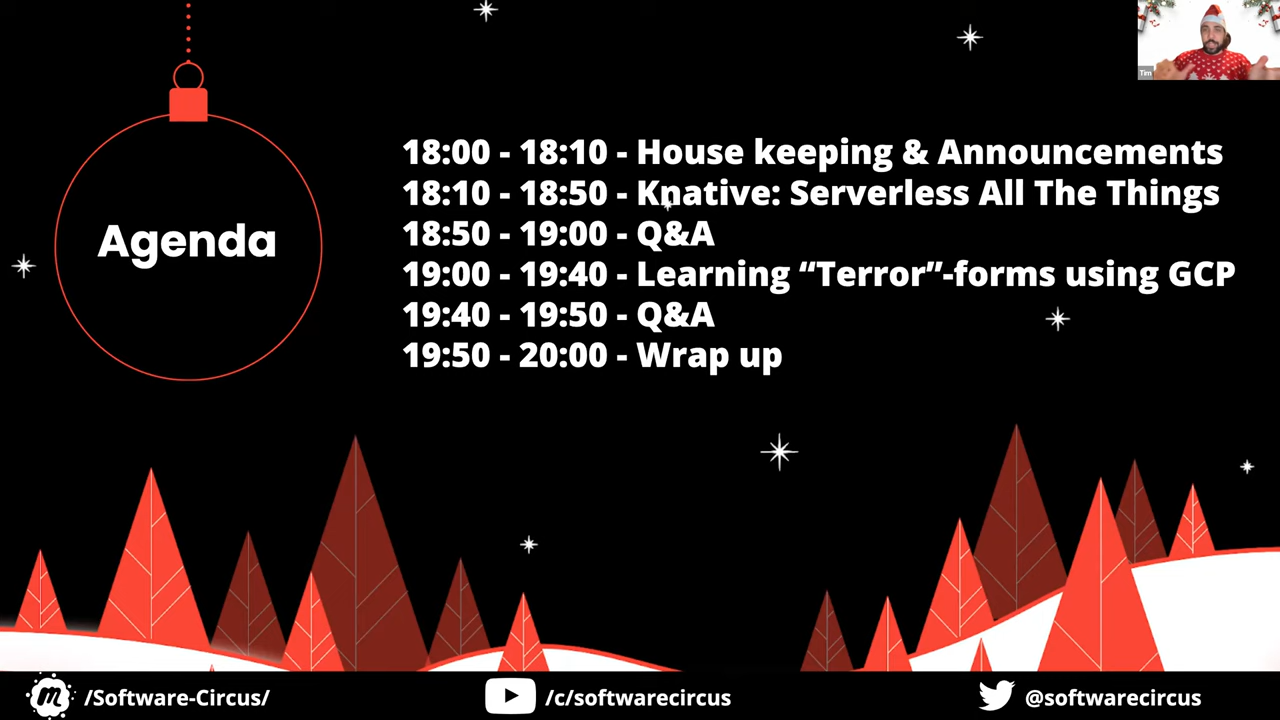 Tim
Agenda
18:00 - 18:10 - House keeping & Announcements
18:10 - 18:50 - Knative: Serverless All The Things
18:50 - 19:00 - Q&A
19:00 - 19:40 - Learning “Terror”-forms using GCP
19:40 - 19:50 - Q&A
19:50 - 20:00 - Wrap up
m /Software-Circus/
/c/softwarecircus
@softwarecircus